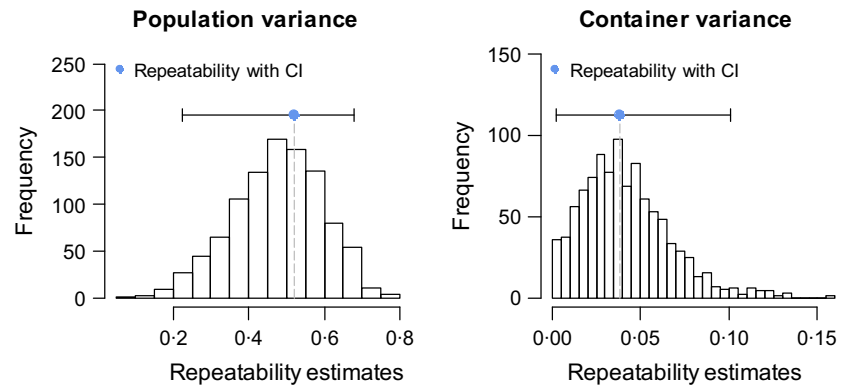 Population variance
250
200
150
100
50
0
Frequency
Repeatability with CI
0·2 0·4 0·6 0·8
Repeatability estimates
Container variance
150
100
50
0
Frequency
Repeatability with CI
0·00 0·05 0·10 0·15
Repeatability estimates